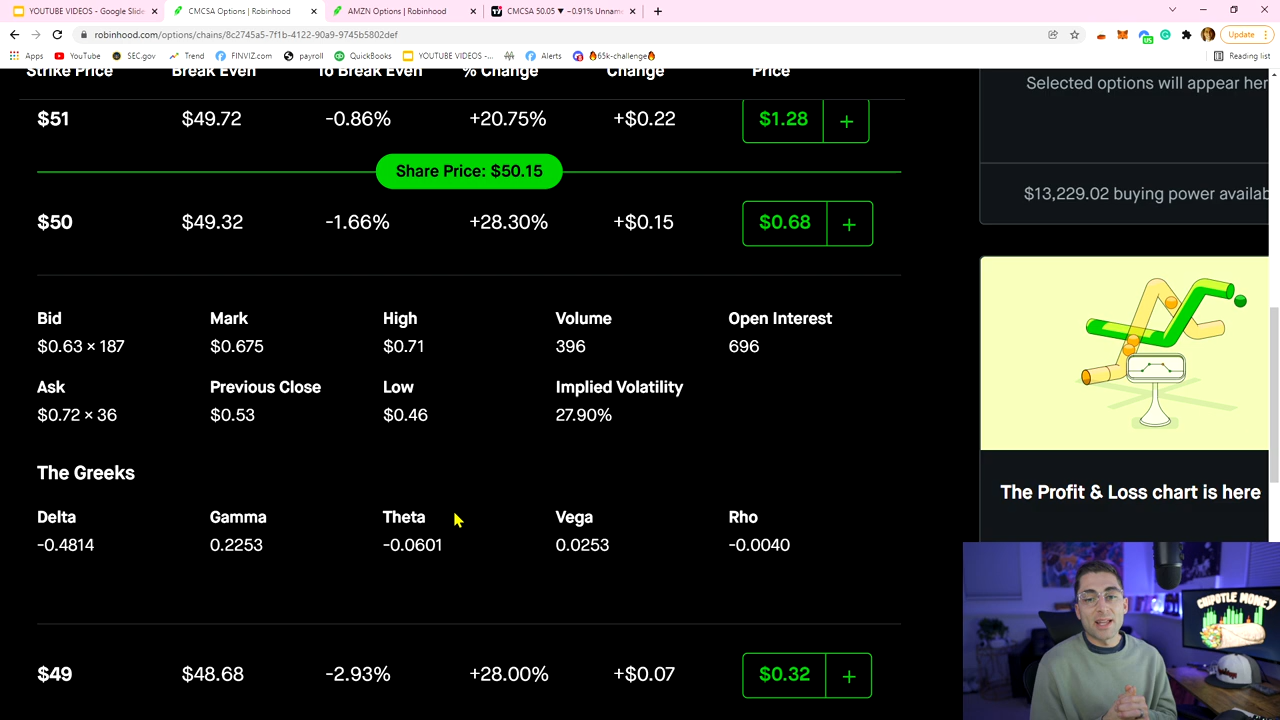 YOUTUBE VIDEOS - Google Slide
CMCSA Options | Robinhood
AMZN Options | Robinhood
CMCSA 50.05 ▼ −0.91% Unnam
robinhood.com/options/chains/8c2745a5-7f1b-4122-90a9-9745b5802def
Update
Apps
YouTube
SEC.gov
Trend
FINVIZ.com
payroll
QuickBooks
YOUTUBE VIDEOS -...
Alerts
🔥65k-challenge🔥
Reading list
Strike Price Break Even To Break Even % Change Change Price
$51 $49.72 -0.86% +20.75% +$0.22 $1.28 +
Share Price: $50.15
$50 $49.32 -1.66% +28.30% +$0.15 $0.68 +
Bid Mark High Volume Open Interest
$0.63 × 187 $0.675 $0.71 396 696
Ask Previous Close Low Implied Volatility
$0.72 × 36 $0.53 $0.46 27.90%
The Greeks
Delta Gamma Theta Vega Rho
-0.4814 0.2253 -0.0601 0.0253 -0.0040
$49 $48.68 -2.93% +28.00% +$0.07 $0.32 +
Selected options will appear her
$13,229.02 buying power availab
The Profit & Loss chart is here
CHIPOTLE MONEY